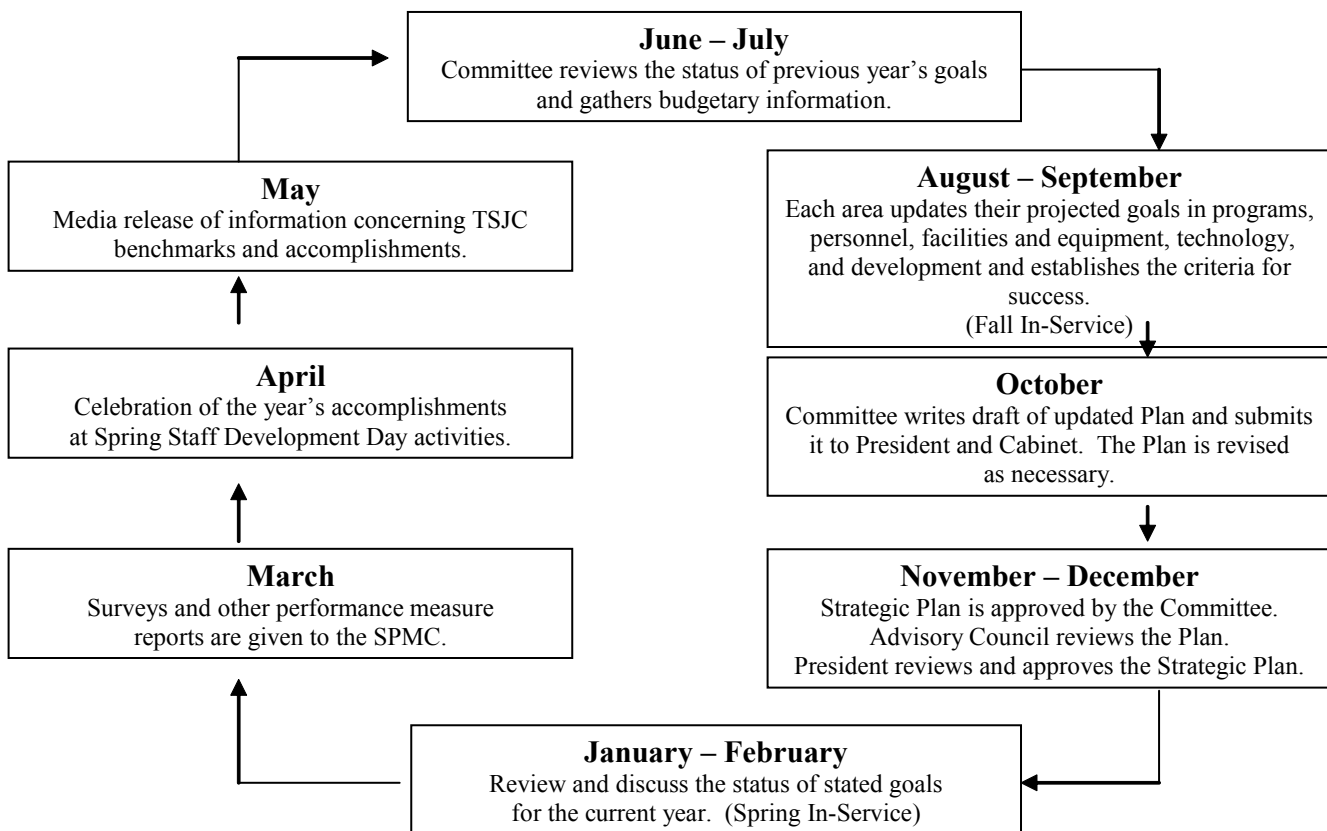 June – July
Committee reviews the status of previous year’s goals
and gathers budgetary information.
August – September
Each area updates their projected goals in programs,
personnel, facilities and equipment, technology,
and development and establishes the criteria for
success.
(Fall In-Service)
October
Committee writes draft of updated Plan and submits
it to President and Cabinet. The Plan is revised
as necessary.
November – December
Strategic Plan is approved by the Committee.
Advisory Council reviews the Plan.
President reviews and approves the Strategic Plan.
January – February
Review and discuss the status of stated goals
for the current year. (Spring In-Service)
March
Surveys and other performance measure
reports are given to the SPMC.
April
Celebration of the year’s accomplishments
at Spring Staff Development Day activities.
May
Media release of information concerning TSJC
benchmarks and accomplishments.